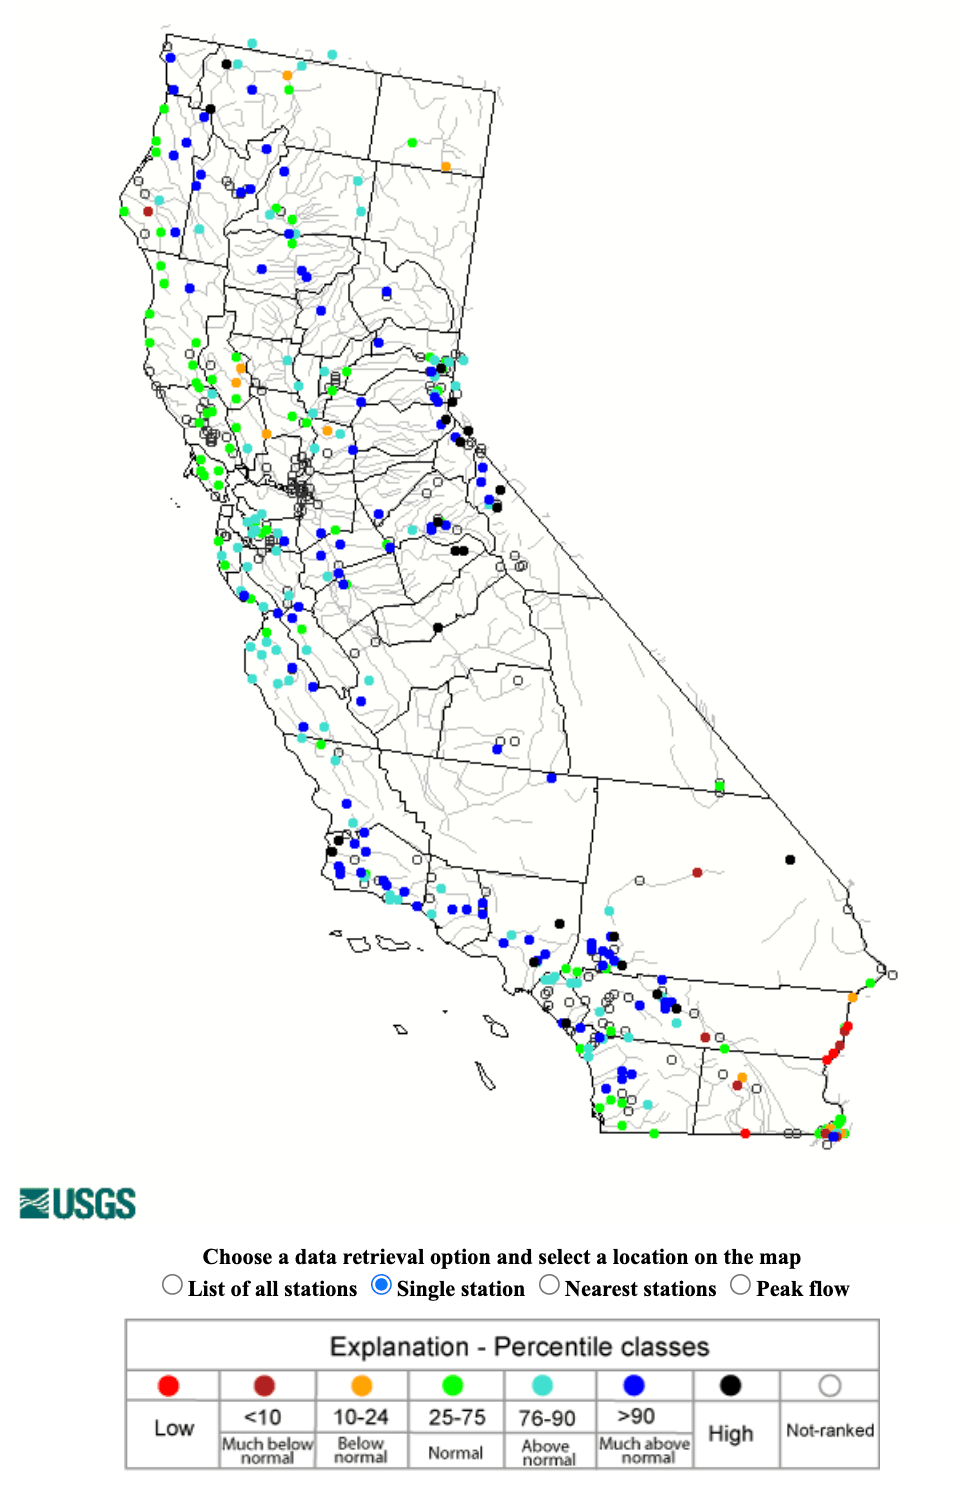 USGS
Choose a data retrieval option and select a location on the map
List of all stations Single station Nearest stations Peak flow
Explanation - Percentile classes
Low <10 10-24 25-75 76-90 >90 High Not-ranked
Much below normal Below normal Normal Above normal Much above normal